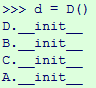 >>> d = D()
D.__init__
B.__init__
C.__init__
A.__init__